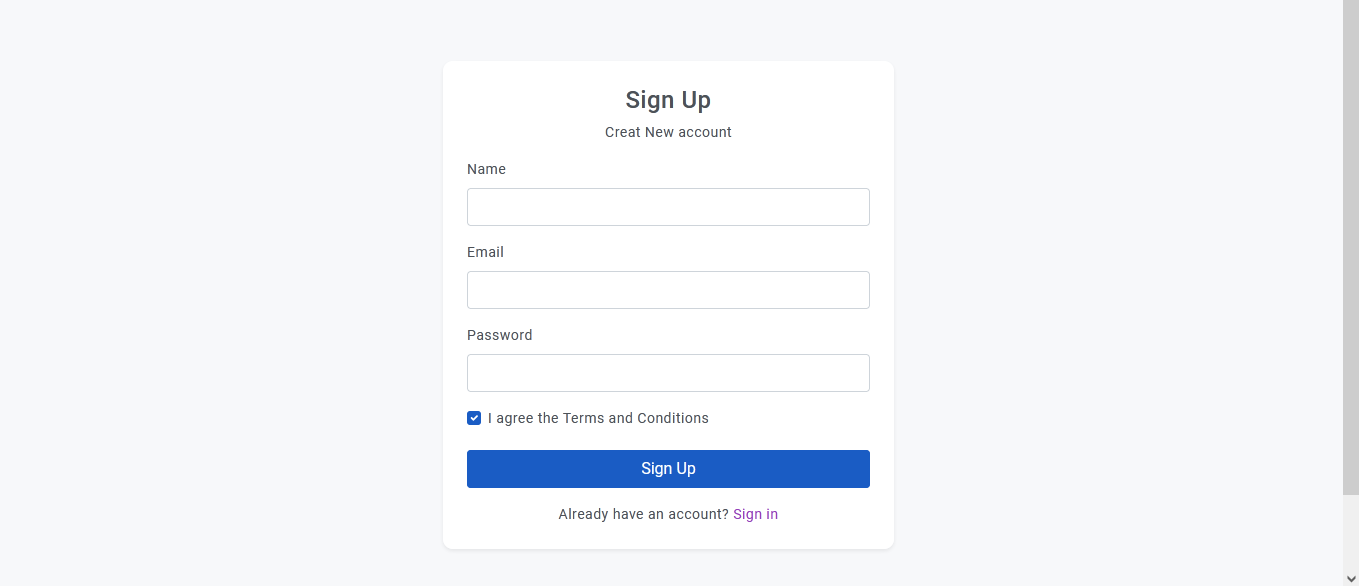 Sign Up
Creat New account
Name
Email
Password
I agree the Terms and Conditions
Sign Up
Already have an account? Sign in